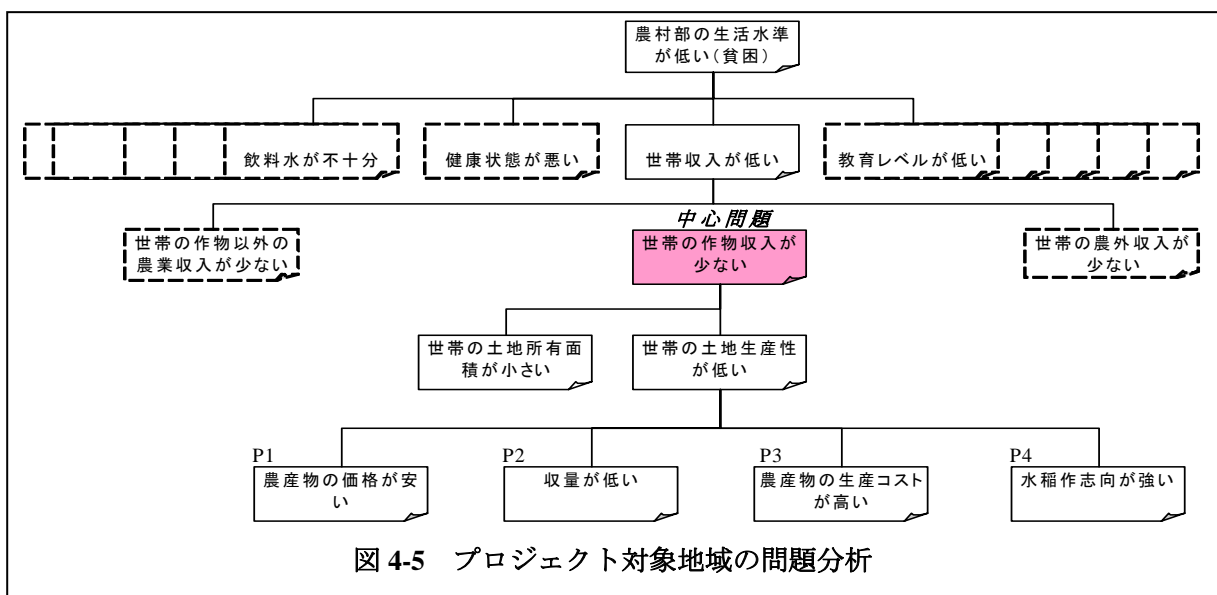 農村部の生活水準
が低い(貧困)
飲料水が不十分
健康状態が悪い
世帯収入が低い
教育レベルが低い
中心問題
世帯の作物以外の
農業収入が少ない
世帯の作物収入が
少ない
世帯の農外収入が
少ない
世帯の土地所有面
積が小さい
世帯の土地生産性
が低い
P1
農産物の価格が安
い
P2
収量が低い
P3
農産物の生産コスト
が高い
P4
水稲作志向が強い
図 4-5 プロジェクト対象地域の問題分析